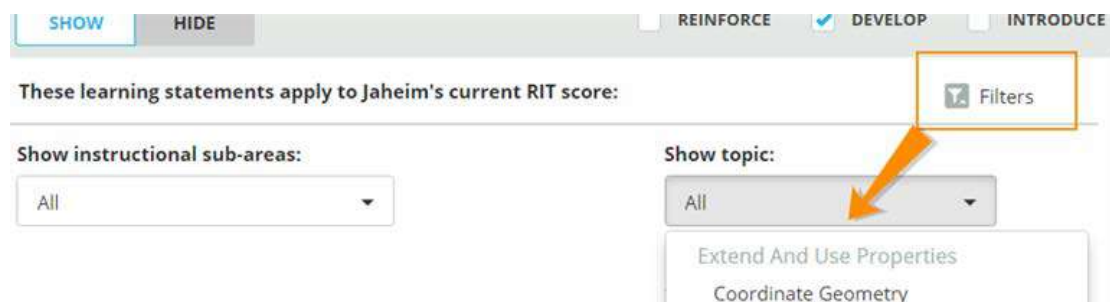 SHOW HIDE REINFORCE DEVELOP INTRODUCE
These learning statements apply to Jaheim's current RIT score: Filters
Show instructional sub-areas: Show topic:
All All
Extend And Use Properties
Coordinate Geometry